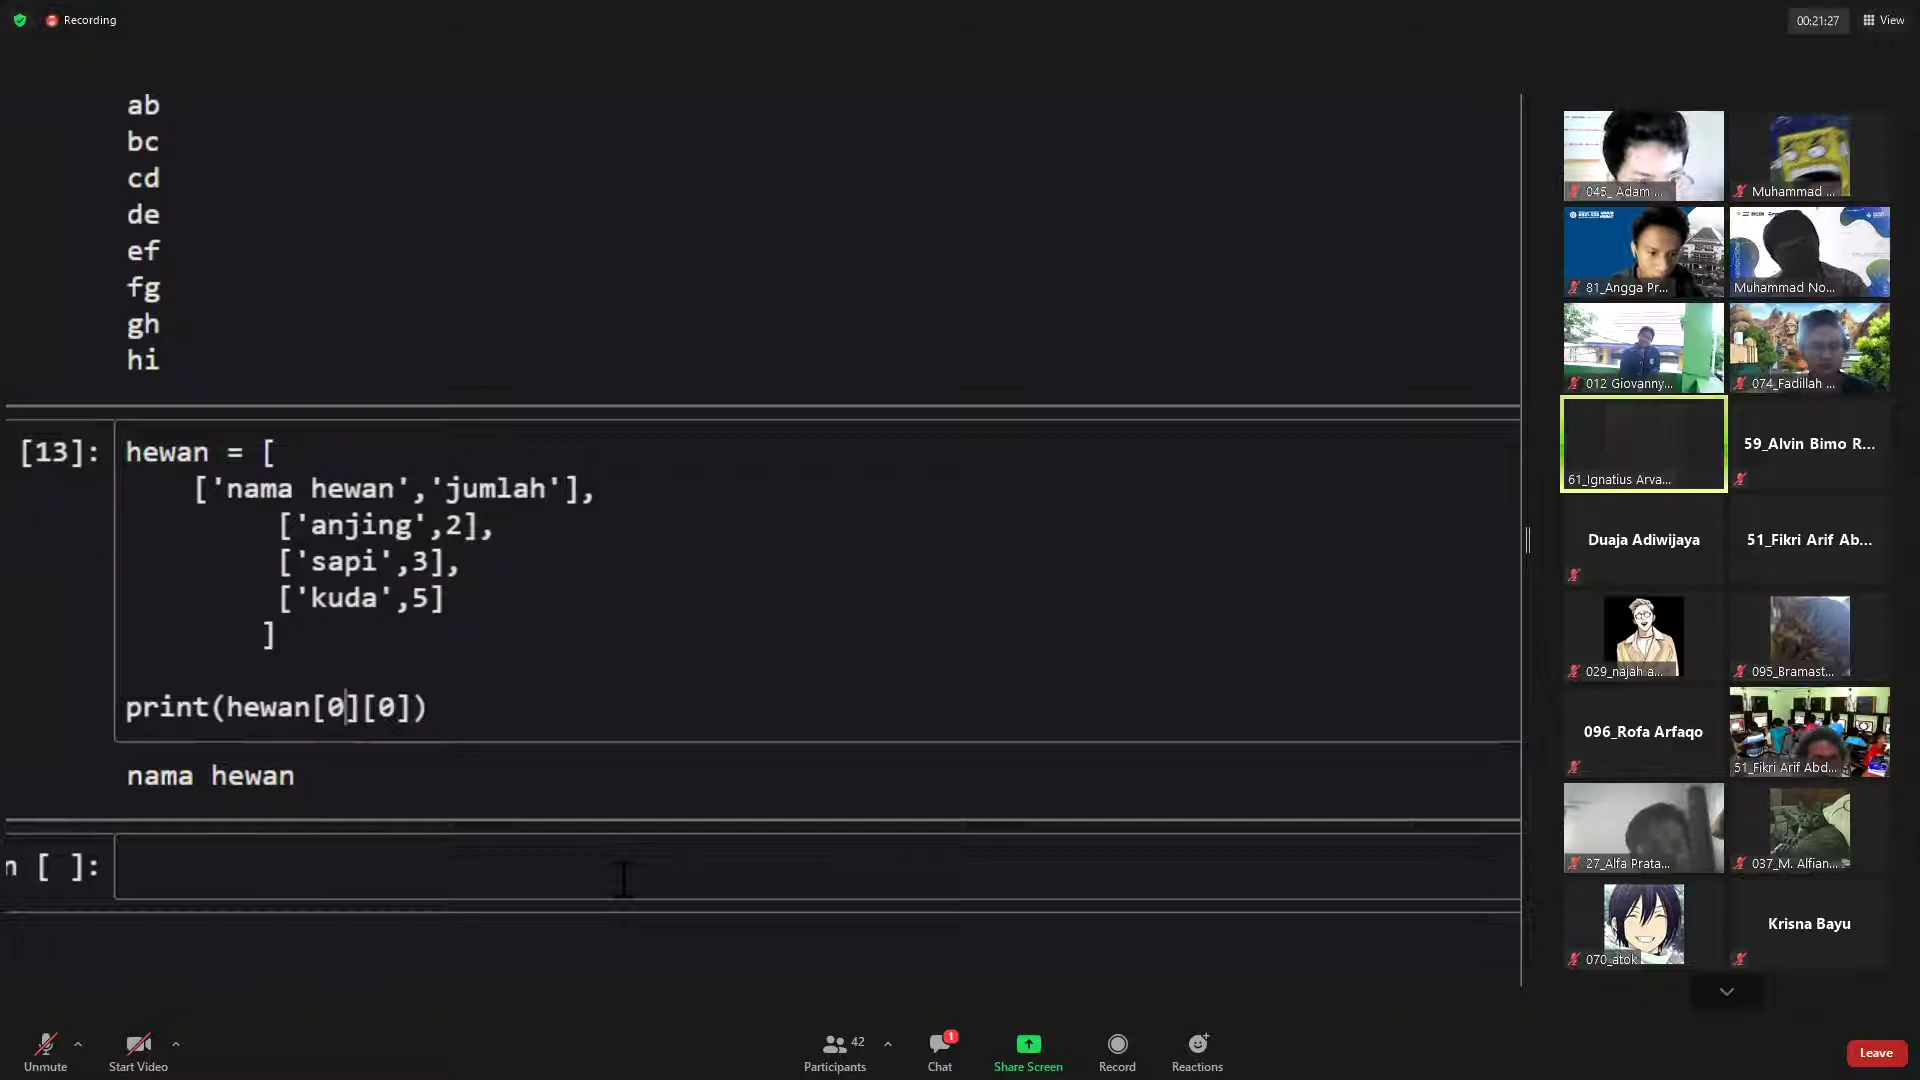 Recording
00:21:27
View
ab
bc
cd
de
ef
fg
gh
hi
[13]:
hewan = [
['nama hewan','jumlah'],
['anjing',2],
['sapi',3],
['kuda',5]
]
print(hewan[0][0])
nama hewan
n [ ]:
045_ Adam ...
Muhammad ...
81_Angga Pr...
Muhammad No...
012 Giovanny...
074_Fadillah ...
61_Ignatius Arva...
59_Alvin Bimo R...
Duaja Adiwijaya
51_Fikri Arif Ab...
029_najah a...
095_Bramast...
096_Rofa Arfaqo
51_Fikri Arif Abd...
27_Alfa Prata...
037_M. Alfian...
070_atok
Krisna Bayu
Unmute
Start Video
42
Participants
1
Chat
Share Screen
Record
Reactions
Leave